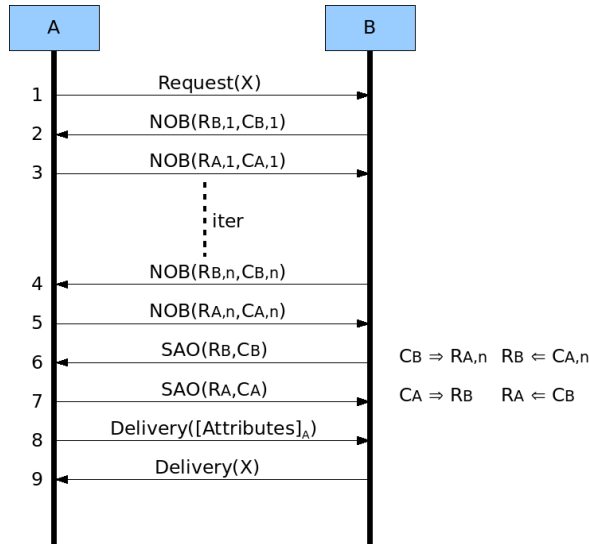 A B
1 Request(X)
2 NOB(RB,1,CB,1)
3 NOB(RA,1,CA,1)
iter
4 NOB(RB,n,CB,n)
5 NOB(RA,n,CA,n)
6 SAO(RB,CB) CB ⇒ RA,n RB ⇐ CA,n
7 SAO(RA,CA) CA ⇒ RB RA ⇐ CB
8 Delivery([Attributes]A)
9 Delivery(X)